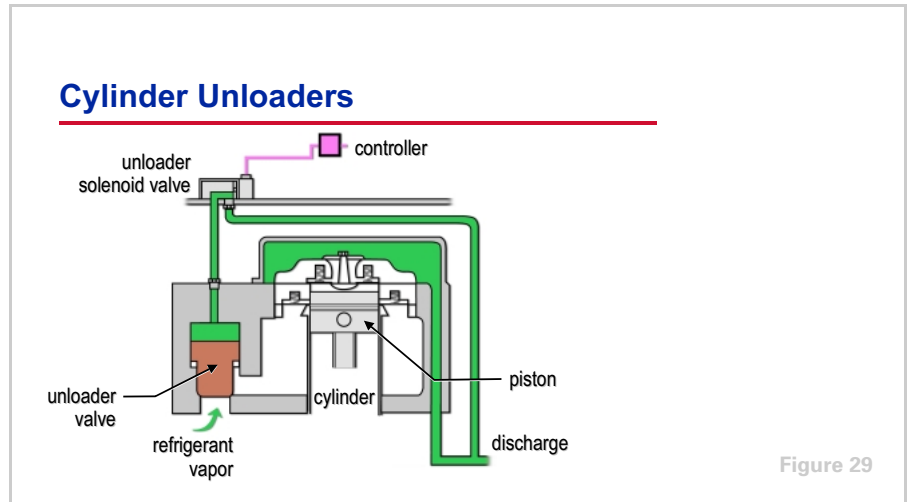 Cylinder Unloaders
controller
unloader
solenoid valve
piston
unloader
valve
cylinder
refrigerant
vapor
discharge
Figure 29